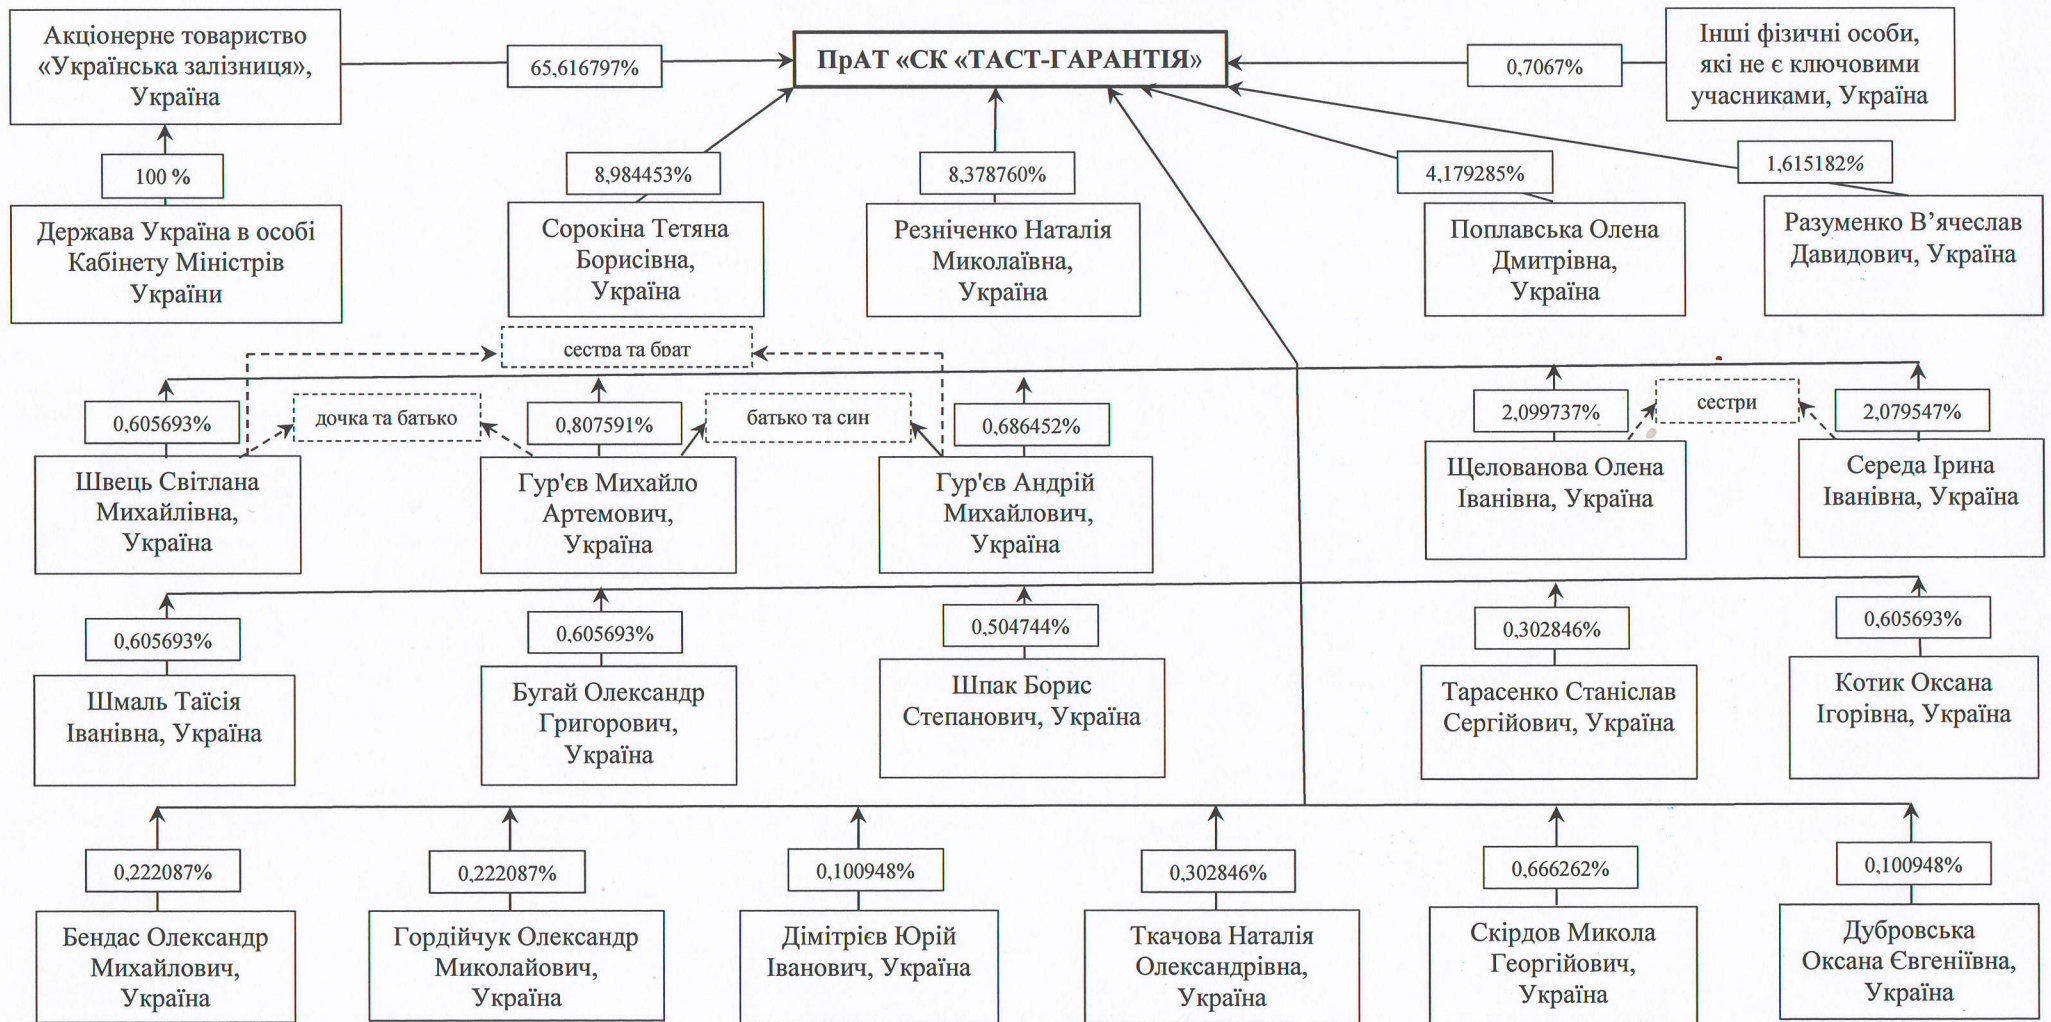 Акціонерне товариство
«Українська залізниця»,
Україна
65,616797%
ПрАТ «СК «ТАСТ-ГАРАНТІЯ»
0,7067%
Інші фізичні особи,
які не є ключовими
учасниками, Україна
100 %
8,984453%
8,378760%
4,179285%
1,615182%
Держава Україна в особі
Кабінету Міністрів
України
Сорокіна Тетяна
Борисівна,
Україна
Резніченко Наталія
Миколаївна,
Україна
Поплавська Олена
Дмитрівна,
Україна
Разуменко В’ячеслав
Давидович, Україна
сестра та брат
0,605693%
дочка та батько
0,807591%
батько та син
0,686452%
2,099737%
сестри
2,079547%
Швець Світлана
Михайлівна,
Україна
Гур'єв Михайло
Артемович,
Україна
Гур'єв Андрій
Михайлович,
Україна
Щелованова Олена
Іванівна, Україна
Середа Ірина
Іванівна, Україна
0,605693%
0,605693%
0,504744%
0,302846%
0,605693%
Шмаль Таїсія
Іванівна, Україна
Бугай Олександр
Григорович,
Україна
Шпак Борис
Степанович, Україна
Тарасенко Станіслав
Сергійович, Україна
Котик Оксана
Ігорівна, Україна
0,222087%
0,222087%
0,100948%
0,302846%
0,666262%
0,100948%
Бендас Олександр
Михайлович,
Україна
Гордійчук Олександр
Миколайович,
Україна
Дімітрієв Юрій
Іванович, Україна
Ткачова Наталія
Олександрівна,
Україна
Скірдов Микола
Георгійович,
Україна
Дубровська
Оксана Євгеніївна,
Україна